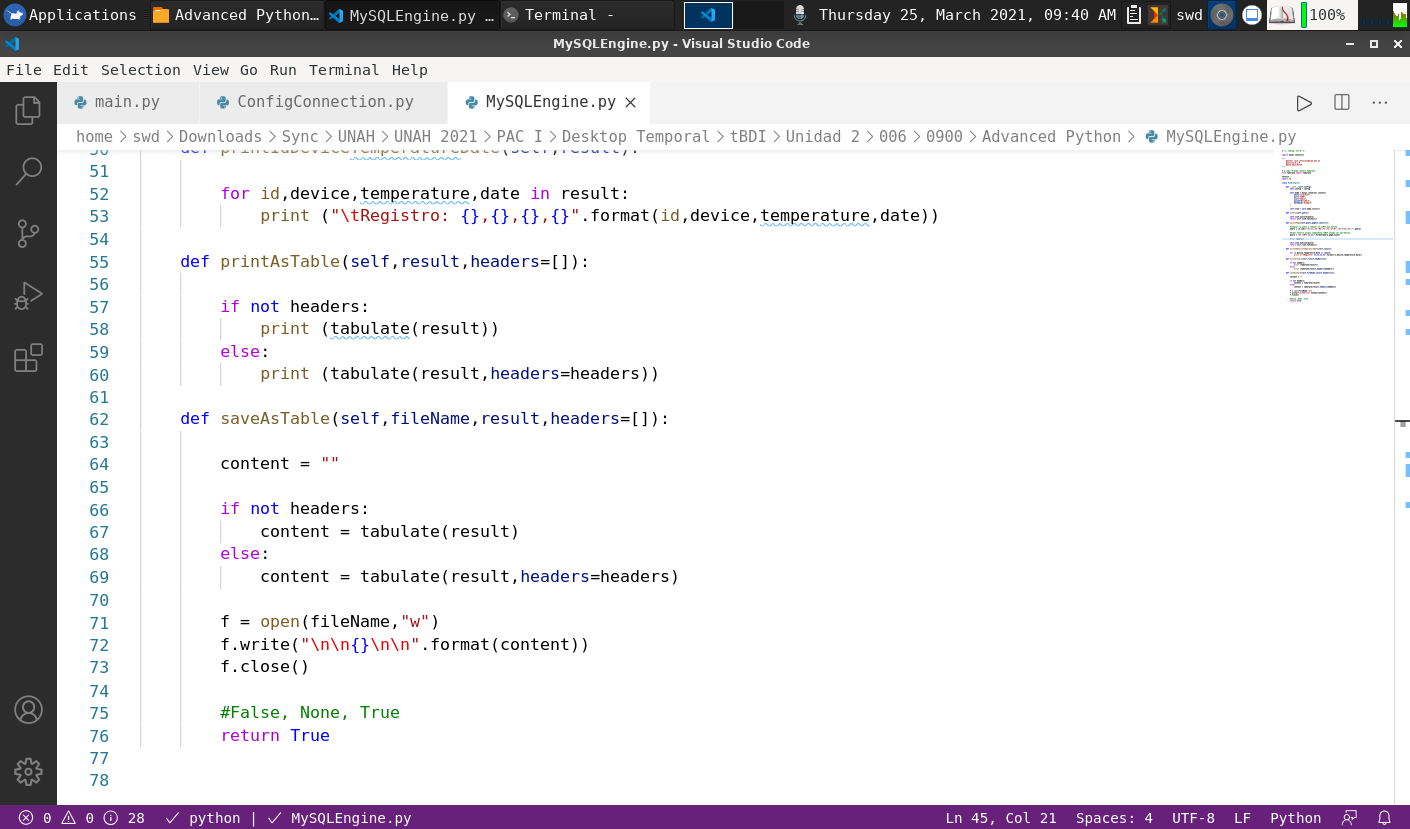 Applications
Advanced Python...
MySQLEngine.py ...
Terminal -
Thursday 25, March 2021, 09:40 AM
swd
100%
MySQLEngine.py - Visual Studio Code
File Edit Selection View Go Run Terminal Help
main.py
ConfigConnection.py
MySQLEngine.py
home > swd > Downloads > Sync > UNAH > UNAH 2021 > PAC I > Desktop Temporal > tBDI > Unidad 2 > 006 > 0900 > Advanced Python > MySQLEngine.py
51
52 for id,device,temperature,date in result:
53 print ("\tRegistro: {},{},{},{}".format(id,device,temperature,date))
54
55 def printAsTable(self,result,headers=[]):
56
57 if not headers:
58 print (tabulate(result))
59 else:
60 print (tabulate(result,headers=headers))
61
62 def saveAsTable(self,fileName,result,headers=[]):
63
64 content = ""
65
66 if not headers:
67 content = tabulate(result)
68 else:
69 content = tabulate(result,headers=headers)
70
71 f = open(fileName,"w")
72 f.write("\n\n{}\n\n".format(content))
73 f.close()
74
75 #False, None, True
76 return True
77
78
0 0 28 python | MySQLEngine.py
Ln 45, Col 21 Spaces: 4 UTF-8 LF Python